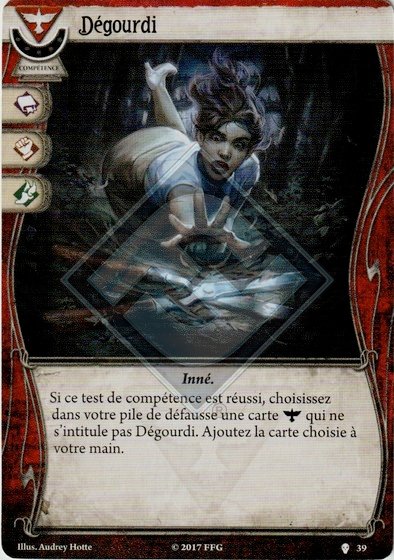 Dégourdi
COMPÉTENCE
Inné.
Si ce test de compétence est réussi, choisissez
dans votre pile de défausse une carte qui ne
s'intitule pas Dégourdi. Ajoutez la carte choisie à
votre main.
Illus. Audrey Hotte
© 2017 FFG
39